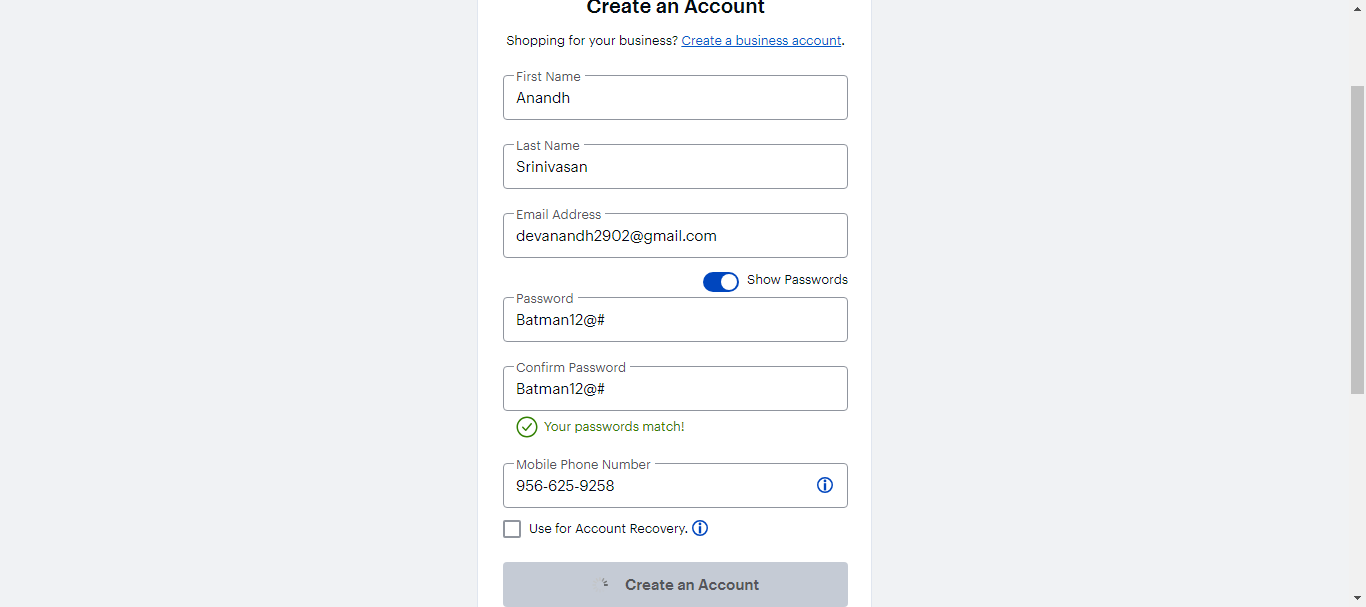 Create an Account
Shopping for your business? Create a business account.
First Name
Anandh
Last Name
Srinivasan
Email Address
devanandh2902@gmail.com
Show Passwords
Password
Batman12@#
Confirm Password
Batman12@#
Your passwords match!
Mobile Phone Number
956-625-9258
Use for Account Recovery.
Create an Account